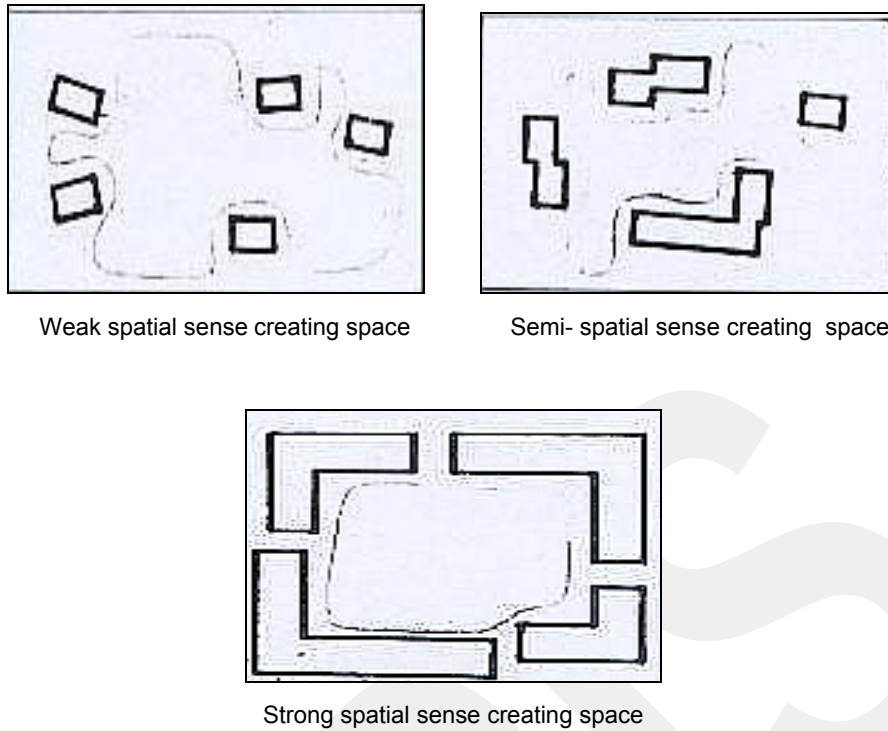 Weak spatial sense creating space
Semi- spatial sense creating  space
Strong spatial sense creating space